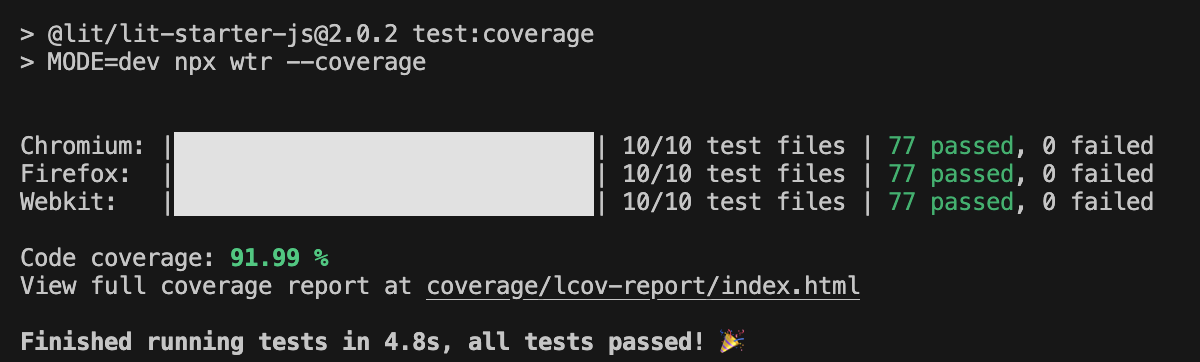 > @lit/lit-starter-js@2.0.2 test:coverage
> MODE=dev npx wtr --coverage
Chromium: | | 10/10 test files | 77 passed, 0 failed
Firefox: | | 10/10 test files | 77 passed, 0 failed
Webkit: | | 10/10 test files | 77 passed, 0 failed
Code coverage: 91.99 %
View full coverage report at coverage/lcov-report/index.html
Finished running tests in 4.8s, all tests passed! 🎉